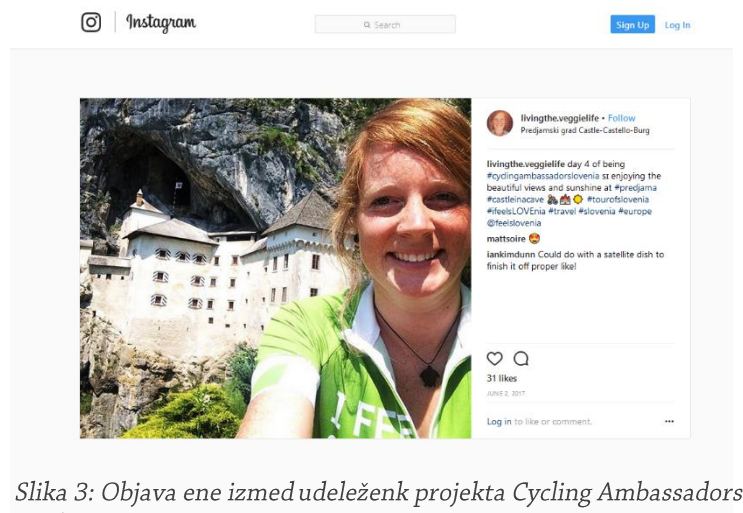 Instagram
Search
Sign Up Log In
livingthe.veggielife • Follow
Predjamski grad Castle-Castello-Burg
livingthe.veggielife day 4 of being
#cyclingambassadorslovenia 🇸🇮 enjoying the
beautiful views and sunshine at #predjama
#castleinacave 🚴🏰☀️ #tourofslovenia
#ifeelsLOVEnia #travel #slovenia #europe
@feelslovenia
mattsoire 😍
iankimdunn Could do with a satellite dish to
finish it off proper like!
31 likes
JUNE 2, 2017
Log in to like or comment.
I FEE
Slika 3: Objava ene izmed udeleženk projekta Cycling Ambassadors